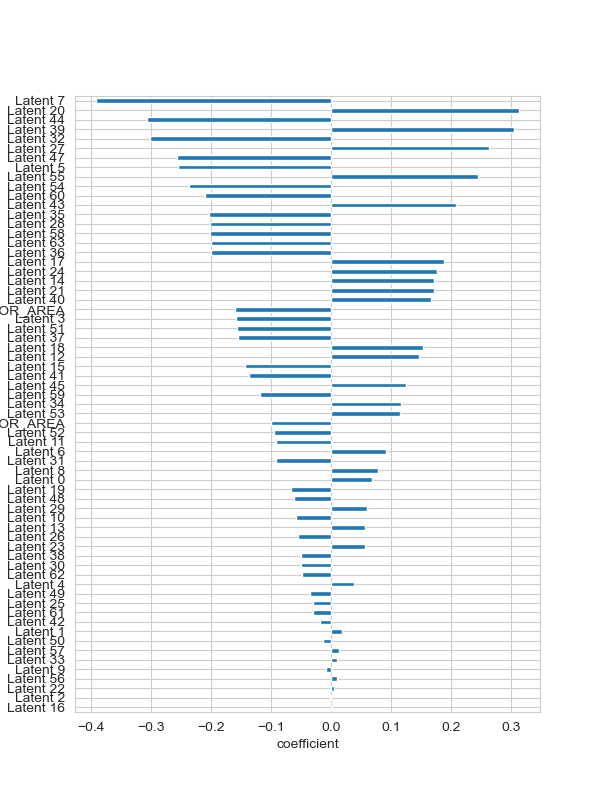 Latent 7
Latent 20
Latent 44
Latent 39
Latent 32
Latent 27
Latent 47
Latent 5
Latent 55
Latent 54
Latent 60
Latent 43
Latent 35
Latent 28
Latent 58
Latent 63
Latent 36
Latent 17
Latent 24
Latent 14
Latent 21
Latent 40
OR_AREA
Latent 3
Latent 51
Latent 37
Latent 18
Latent 12
Latent 15
Latent 41
Latent 45
Latent 59
Latent 34
Latent 53
OR_AREA
Latent 52
Latent 11
Latent 6
Latent 31
Latent 8
Latent 0
Latent 19
Latent 48
Latent 29
Latent 10
Latent 13
Latent 26
Latent 23
Latent 38
Latent 30
Latent 62
Latent 4
Latent 49
Latent 25
Latent 61
Latent 42
Latent 1
Latent 50
Latent 57
Latent 33
Latent 9
Latent 56
Latent 22
Latent 2
Latent 16
−0.4 −0.3 −0.2 −0.1 0.0 0.1 0.2 0.3
coefficient